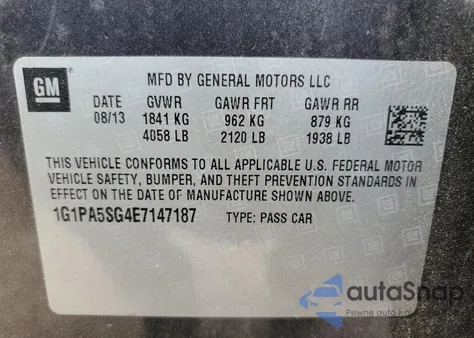 GM
MFD BY GENERAL MOTORS LLC
DATE GVWR GAWR FRT GAWR RR
08/13 1841 KG 962 KG 879 KG
4058 LB 2120 LB 1938 LB
THIS VEHICLE CONFORMS TO ALL APPLICABLE U.S. FEDERAL MOTOR
VEHICLE SAFETY, BUMPER, AND THEFT PREVENTION STANDARDS
IN EFFECT ON THE DATE OF MANUFACTURE SHOWN ABOVE.
1G1PA5SG4E7147187 TYPE: PASS CAR
autoSnap
Pewne auto z